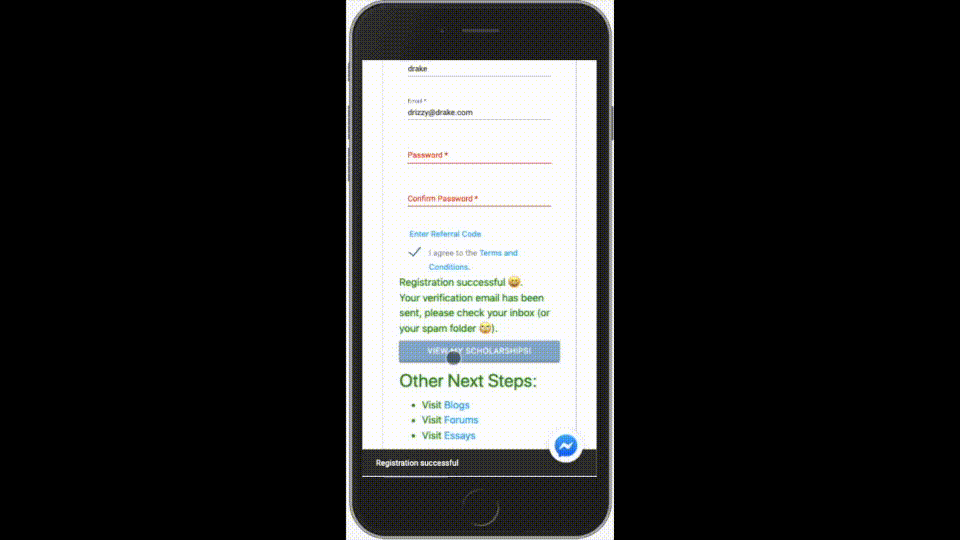 drake
Email *
drizzy@drake.com
Password *
Confirm Password *
Enter Referral Code
I agree to the Terms and
Conditions.
Registration successful 😀.
Your verification email has been
sent, please check your inbox (or
your spam folder 😅).
VIEW MY SCHOLARSHIPS!
Other Next Steps:
• Visit Blogs
• Visit Forums
• Visit Essays
Registration successful